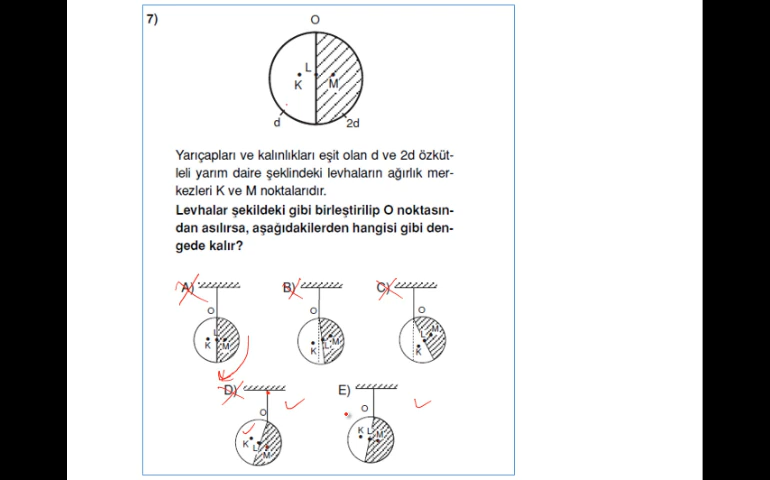 7)
O
L
K
M
d
2d
Yarıçapları ve kalınlıkları eşit olan d ve 2d özküt-
leli yarım daire şeklindeki levhaların ağırlık mer-
kezleri K ve M noktalarıdır.
Levhalar şekildeki gibi birleştirilip O noktasın-
dan asılırsa, aşağıdakilerden hangisi gibi den-
gede kalır?
A)
O
L
K
M
B)
O
K
L
M
C)
O
L
M
K
D)
O
K
L
M
E)
O
K
L
M